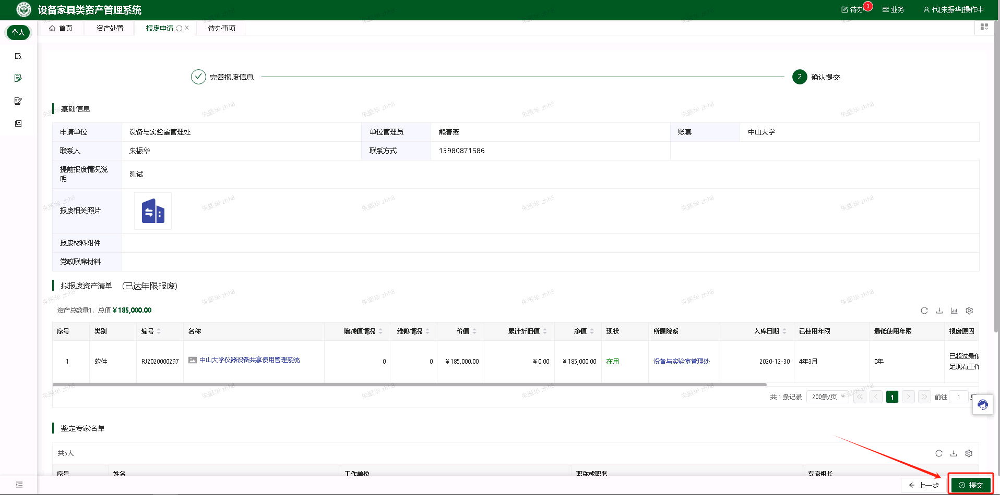 设备家具类资产管理系统
待办 3 业务 代[朱振华]操作中
个人 首页 资产处置 报废申请 待办事项
完善报废信息 2 确认提交
基础信息
申请单位 设备与实验室管理处 单位管理员 熊春燕 账套 中山大学
联系人 朱振华 联系方式 13980871586
提前报废情况说明 测试
报废相关照片
报废材料附件
党政联席材料
拟报废资产清单 (已达年限报废)
资产总数量1, 总值￥185,000.00
序号 类别 编号 名称 增减值情况 维修情况 价值 累计折旧值 净值 现状 所属院系 入库日期 已使用年限 最低使用年限 报废原因
1 软件 RJ2020000297 中山大学仪器设备共享使用管理系统 0 0 ￥185,000.00 ￥0.00 ￥185,000.00 在用 设备与实验室管理处 2020-12-30 4年3月 0年 已超过最低
足现有工作
共1条记录 200条/页 1 前往 1 页
鉴定专家名单
共5人
序号 姓名 工作单位 职称或职务 专家组长
上一步 提交
朱振华 zhh8